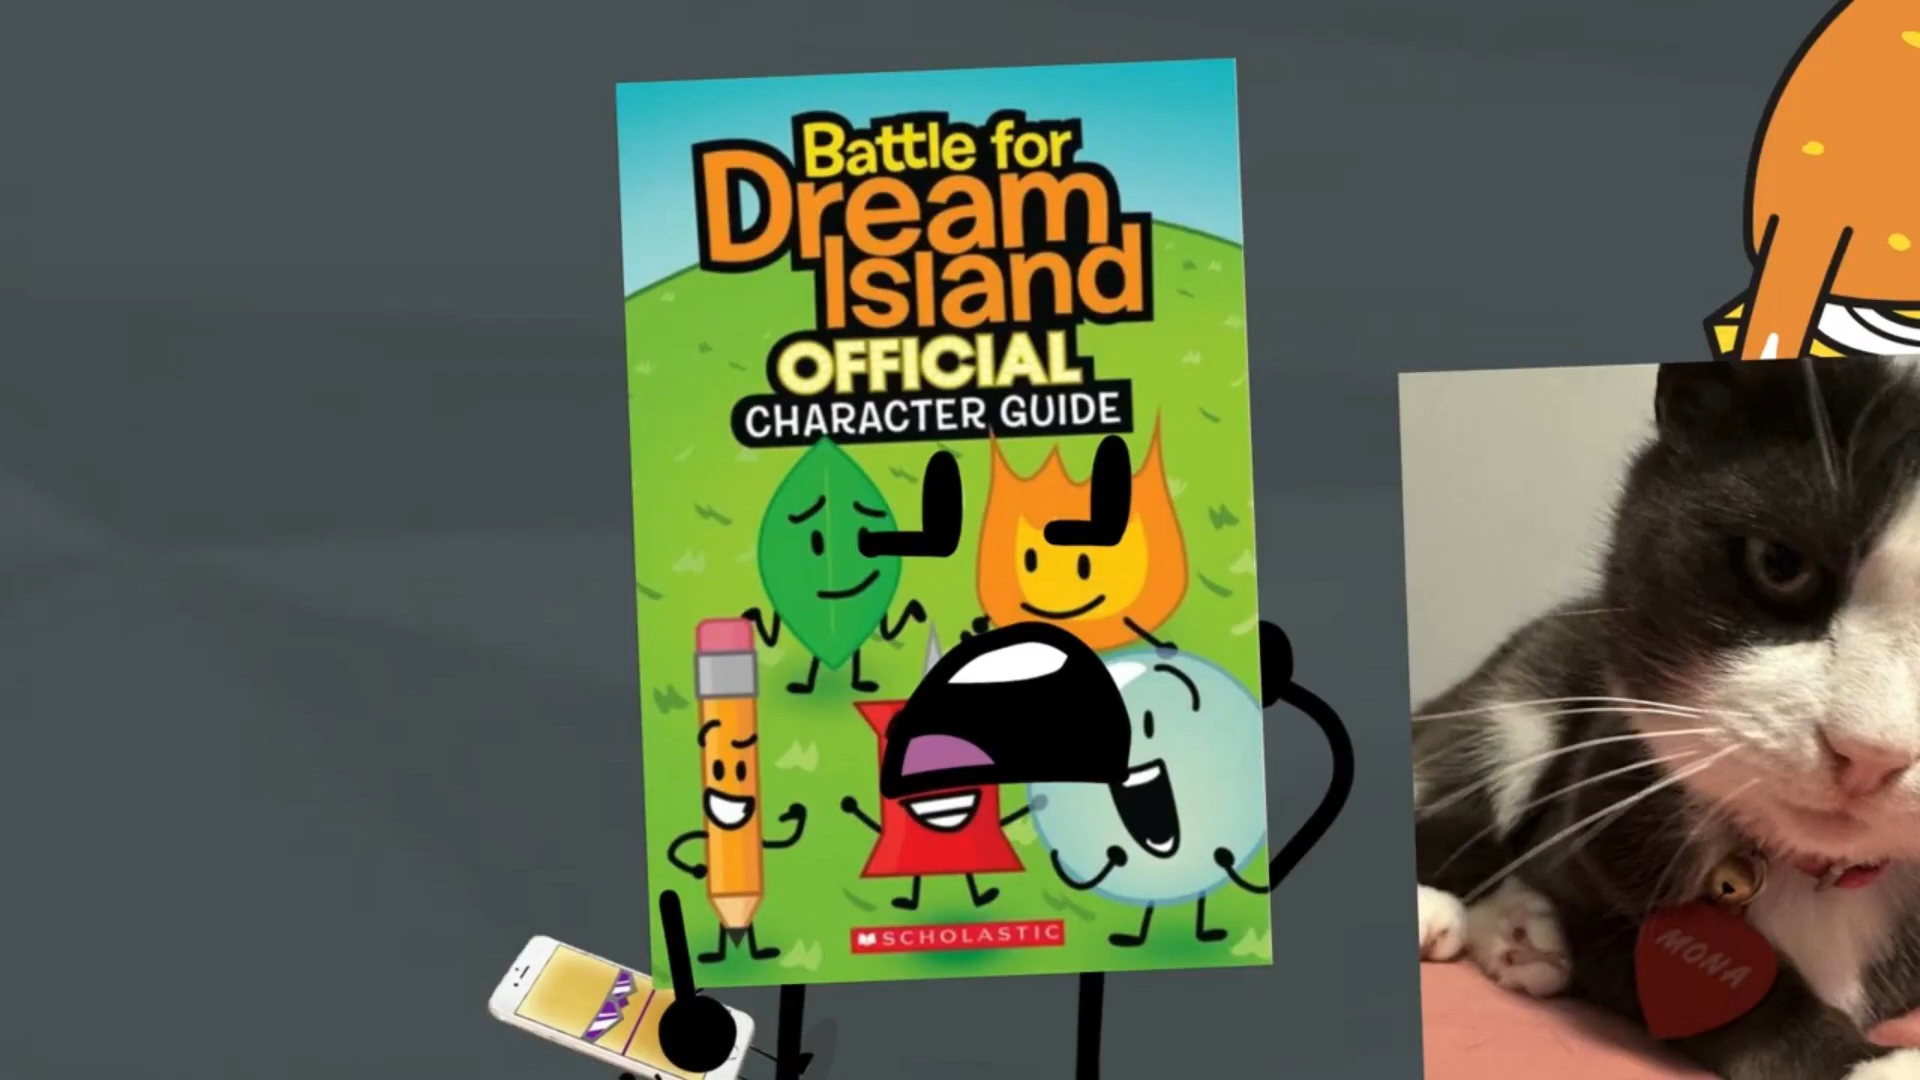 Battle for
Dream
Island
OFFICIAL
CHARACTER GUIDE
SCHOLASTIC
MONA